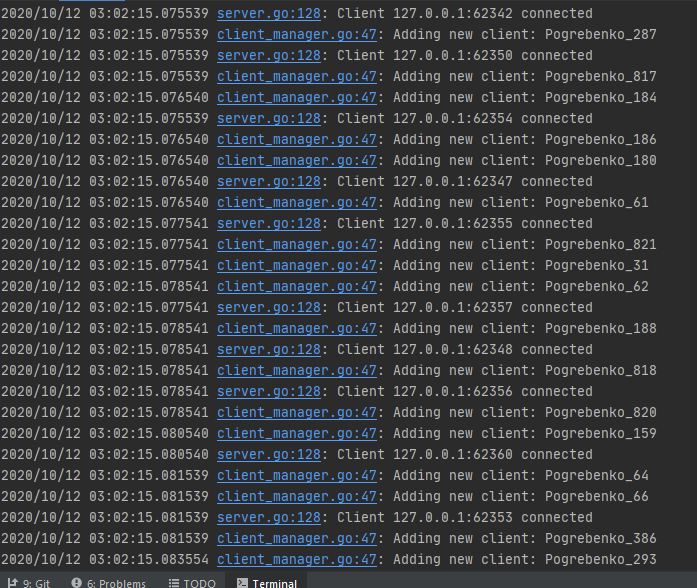 2020/10/12 03:02:15.075539 server.go:128: Client 127.0.0.1:62342 connected
2020/10/12 03:02:15.075539 client_manager.go:47: Adding new client: Pogrebenko_287
2020/10/12 03:02:15.075539 server.go:128: Client 127.0.0.1:62350 connected
2020/10/12 03:02:15.075539 client_manager.go:47: Adding new client: Pogrebenko_817
2020/10/12 03:02:15.076540 client_manager.go:47: Adding new client: Pogrebenko_184
2020/10/12 03:02:15.075539 server.go:128: Client 127.0.0.1:62354 connected
2020/10/12 03:02:15.076540 client_manager.go:47: Adding new client: Pogrebenko_186
2020/10/12 03:02:15.076540 client_manager.go:47: Adding new client: Pogrebenko_180
2020/10/12 03:02:15.076540 server.go:128: Client 127.0.0.1:62347 connected
2020/10/12 03:02:15.076540 client_manager.go:47: Adding new client: Pogrebenko_61
2020/10/12 03:02:15.077541 server.go:128: Client 127.0.0.1:62355 connected
2020/10/12 03:02:15.077541 client_manager.go:47: Adding new client: Pogrebenko_821
2020/10/12 03:02:15.077541 client_manager.go:47: Adding new client: Pogrebenko_31
2020/10/12 03:02:15.078541 client_manager.go:47: Adding new client: Pogrebenko_62
2020/10/12 03:02:15.077541 server.go:128: Client 127.0.0.1:62357 connected
2020/10/12 03:02:15.078541 client_manager.go:47: Adding new client: Pogrebenko_188
2020/10/12 03:02:15.078541 server.go:128: Client 127.0.0.1:62348 connected
2020/10/12 03:02:15.078541 client_manager.go:47: Adding new client: Pogrebenko_818
2020/10/12 03:02:15.078541 server.go:128: Client 127.0.0.1:62356 connected
2020/10/12 03:02:15.078541 client_manager.go:47: Adding new client: Pogrebenko_820
2020/10/12 03:02:15.080540 client_manager.go:47: Adding new client: Pogrebenko_159
2020/10/12 03:02:15.080540 server.go:128: Client 127.0.0.1:62360 connected
2020/10/12 03:02:15.081539 client_manager.go:47: Adding new client: Pogrebenko_64
2020/10/12 03:02:15.081539 client_manager.go:47: Adding new client: Pogrebenko_66
2020/10/12 03:02:15.081539 server.go:128: Client 127.0.0.1:62353 connected
2020/10/12 03:02:15.081539 client_manager.go:47: Adding new client: Pogrebenko_386
2020/10/12 03:02:15.083554 client_manager.go:47: Adding new client: Pogrebenko_293
9: Git 6: Problems TODO Terminal